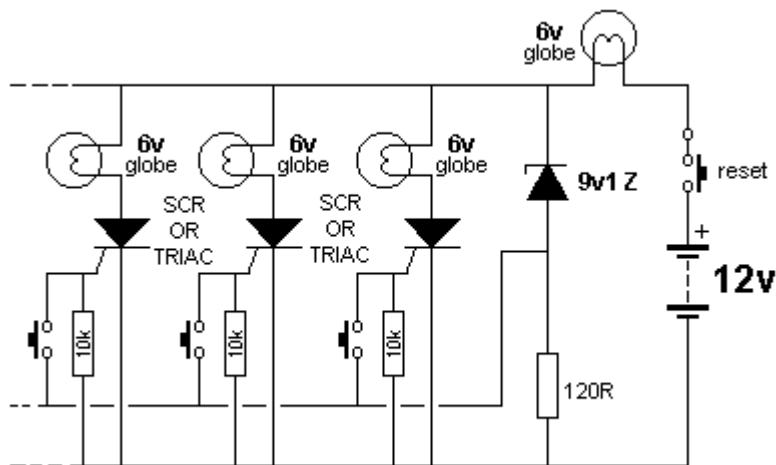 6v
globe
6v
globe
6v
globe
6v
globe
SCR
OR
TRIAC
SCR
OR
TRIAC
9v1 Z
reset
+
12v
10k
10k
10k
120R